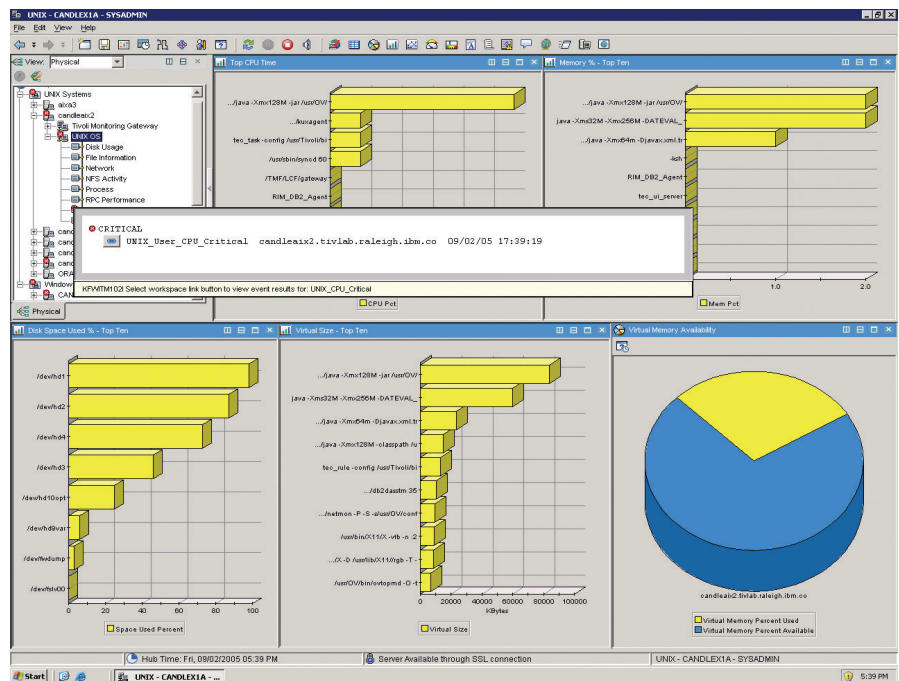 UNIX - CANDLEX1A - SYSADMIN
File Edit View Help
View: Physical
UNIX Systems
aixa3
candleaix2
Tivoli Monitoring Gateway
UNIX OS
Disk Usage
File Information
Network
NFS Activity
Process
RPC Performance
Windows
Physical
Top CPU Time
.../java -Xmx128M -jar /usr/OV/
.../kuxagent
tec_task -config /usr/Tivoli/bi
/usr/sbin/syncd 60
/TMF/LCF/gateway
RIM_DB2_Agent
CPU Pct
Memory % - Top Ten
.../java -Xmx128M -jar /usr/OV/
java -Xms32M -Xmx256M -DATEVAL_
.../java -Xmx64m -Djavax.xml.tr
-ksh
RIM_DB2_Agent
tec_ui_server
1.0 2.0
Mem Pct
CRITICAL
UNIX_User_CPU_Critical candleaix2.tivlab.raleigh.ibm.co 09/02/05 17:39:19
KFWITM102I Select workspace link button to view event results for: UNIX_CPU_Critical
Disk Space Used % - Top Ten
/dev/hd1
/dev/hd2
/dev/hd4
/dev/hd3
/dev/hd10opt
/dev/hd9var
/dev/fwdump
/dev/fslv00
0 20 40 60 80 100
Space Used Percent
Virtual Size - Top Ten
.../java -Xmx128M -jar /usr/OV/
java -Xms32M -Xmx256M -DATEVAL_
.../java -Xmx64m -Djavax.xml.tr
.../java -Xmx128M -classpath /u
tec_rule -config /usr/Tivoli/bi
.../db2dasstm 35
.../netmon -P -S -a/usr/OV/conf
/usr/bin/X11/X -vfb -n :2
.../X -D /usr/lib/X11//rgb -T -
/usr/OV/bin/ovtopmd -O -t
0 20000 40000 60000 80000 100000
KBytes
Virtual Size
Virtual Memory Availability
candleaix2.tivlab.raleigh.ibm.co
Virtual Memory Percent Used
Virtual Memory Percent Available
Hub Time: Fri, 09/02/2005 05:39 PM
Server Available through SSL connection
UNIX - CANDLEX1A - SYSADMIN
Start
UNIX - CANDLEX1A - ...
5:39 PM